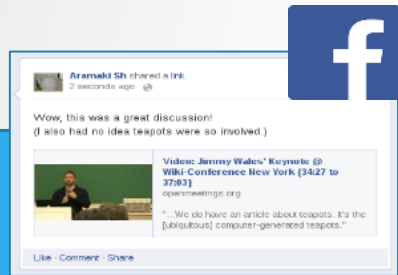 f
Aramaki Sh shared a link.
2 seconds ago
Wow, this was a great discussion!
(I also had no idea teapots were so involved.)
Video: Jimmy Wales' Keynote @
Wiki-Conference New York (34:27 to
37:03)
openmeetings.org
"...We do have an article about teapots. It's the
[ubiquitous] computer-generated teapots."
Like · Comment · Share